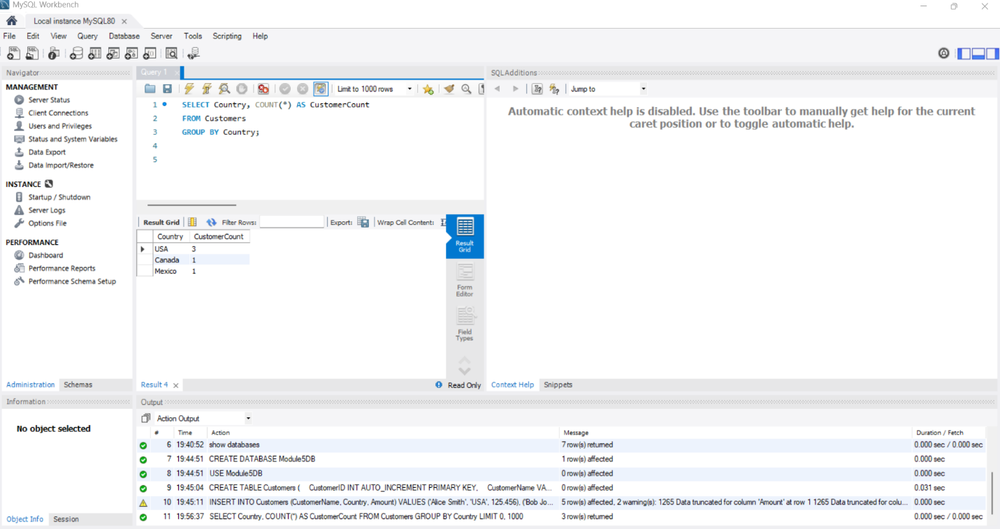 MySQL Workbench
Local instance MySQL80 ×
File Edit View Query Database Server Tools Scripting Help
Navigator
MANAGEMENT
Server Status
Client Connections
Users and Privileges
Status and System Variables
Data Export
Data Import/Restore
INSTANCE
Startup / Shutdown
Server Logs
Options File
PERFORMANCE
Dashboard
Performance Reports
Performance Schema Setup
Administration Schemas
Information
No object selected
Object Info Session
Query 1 ×
Limit to 1000 rows
1 SELECT Country, COUNT(*) AS CustomerCount
2 FROM Customers
3 GROUP BY Country;
4
5
Result Grid Filter Rows: Export: Wrap Cell Content:
Country CustomerCount
USA 3
Canada 1
Mexico 1
Result Grid
Form Editor
Field Types
Result 4 × Read Only
SQLAdditions
Jump to
Automatic context help is disabled. Use the toolbar to manually get help for the current
caret position or to toggle automatic help.
Context Help Snippets
Output
Action Output
# Time Action Message Duration / Fetch
6 19:40:52 show databases 7 row(s) returned 0.000 sec / 0.000 sec
7 19:44:51 CREATE DATABASE Module5DB 1 row(s) affected 0.000 sec
8 19:44:51 USE Module5DB 0 row(s) affected 0.000 sec
9 19:45:04 CREATE TABLE Customers ( CustomerID INT AUTO_INCREMENT PRIMARY KEY, CustomerName VA... 0 row(s) affected 0.031 sec
10 19:45:11 INSERT INTO Customers (CustomerName, Country, Amount) VALUES ('Alice Smith', 'USA', 125.456), ('Bob Jo... 5 row(s) affected, 2 warning(s): 1265 Data truncated for column 'Amount' at row 1 1265 Data truncated for colu... 0.000 sec
11 19:56:37 SELECT Country, COUNT(*) AS CustomerCount FROM Customers GROUP BY Country LIMIT 0, 1000 3 row(s) returned 0.000 sec / 0.000 sec